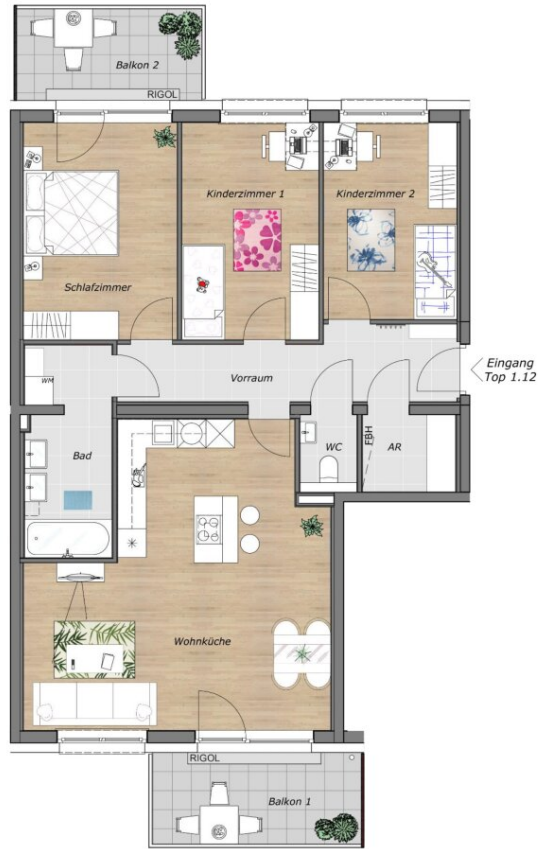 Balkon 2
RIGOL
Kinderzimmer 1
Kinderzimmer 2
Schlafzimmer
Eingang
Top 1.12
WM
Vorraum
Bad
WC
FBH
AR
Wohnküche
RIGOL
Balkon 1